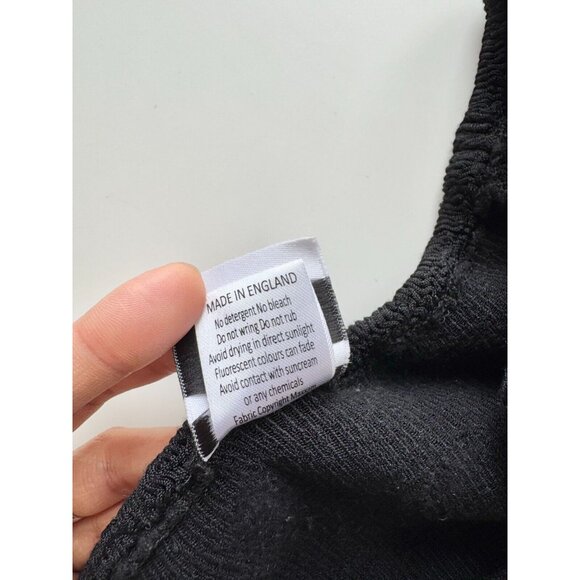 MADE IN ENGLAND
No detergent No bleach
Do not wring Do not rub
Avoid drying in direct sunlight
Fluorescent colours can fade
Avoid contact with suncream
or any chemicals
Fabric Copyright